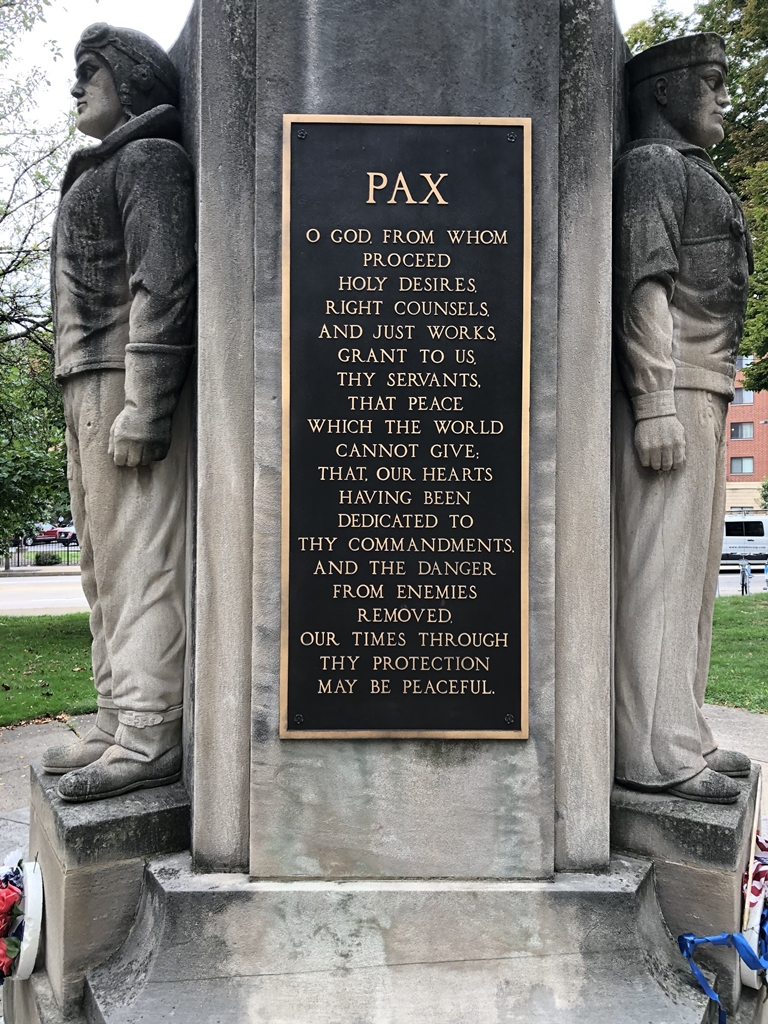 PAX
O GOD, FROM WHOM
PROCEED
HOLY DESIRES,
RIGHT COUNSELS,
AND JUST WORKS,
GRANT TO US,
THY SERVANTS,
THAT PEACE
WHICH THE WORLD
CANNOT GIVE;
THAT, OUR HEARTS
HAVING BEEN
DEDICATED TO
THY COMMANDMENTS,
AND THE DANGER
FROM ENEMIES
REMOVED,
OUR TIMES THROUGH
THY PROTECTION
MAY BE PEACEFUL.